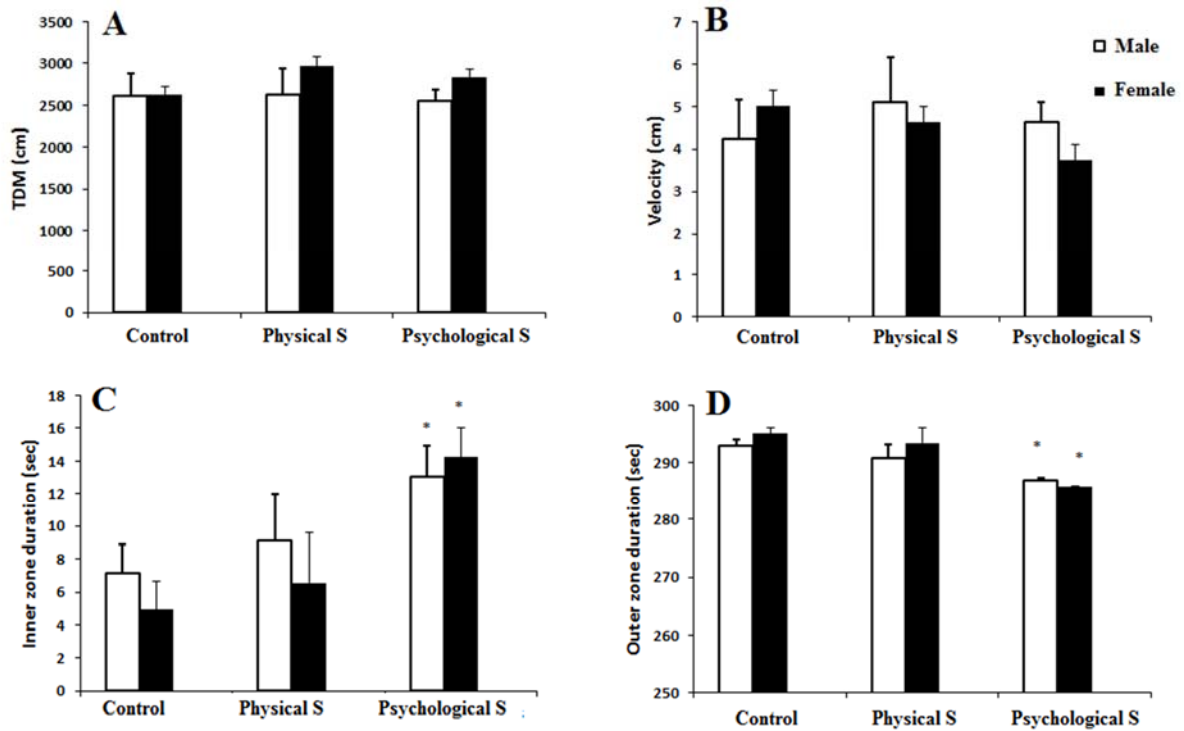 A
TDM (cm)
3500
3000
2500
2000
1500
1000
500
0
Control
Physical S
Psychological S
B
Velocity (cm)
7
6
5
4
3
2
1
0
Control
Physical S
Psychological S
Male
Female
C
Inner zone duration (sec)
18
16
14
12
10
8
6
4
2
0
* *
Control
Physical S
Psychological S
D
Outer zone duration (sec)
300
290
280
270
260
250
* *
Control
Physical S
Psychological S